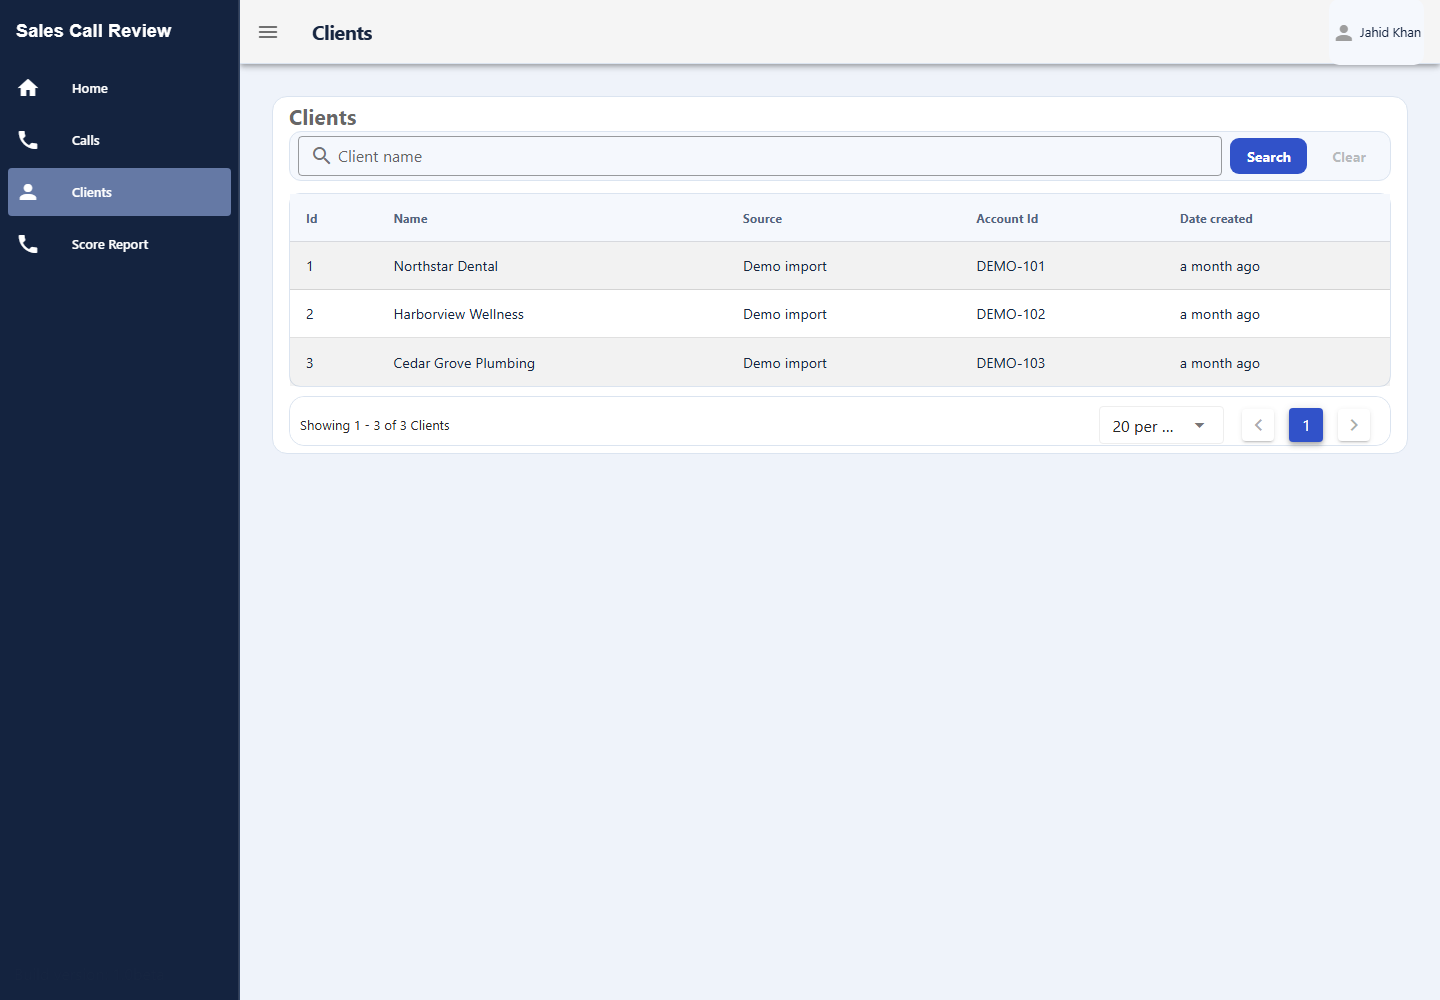 Sales Call Review
Home
Calls
Clients
Score Report
Clients
Jahid Khan
Clients
Client name
Search
Clear
Id Name Source Account Id Date created
1 Northstar Dental Demo import DEMO-101 a month ago
2 Harborview Wellness Demo import DEMO-102 a month ago
3 Cedar Grove Plumbing Demo import DEMO-103 a month ago
Showing 1 - 3 of 3 Clients
20 per ...
1